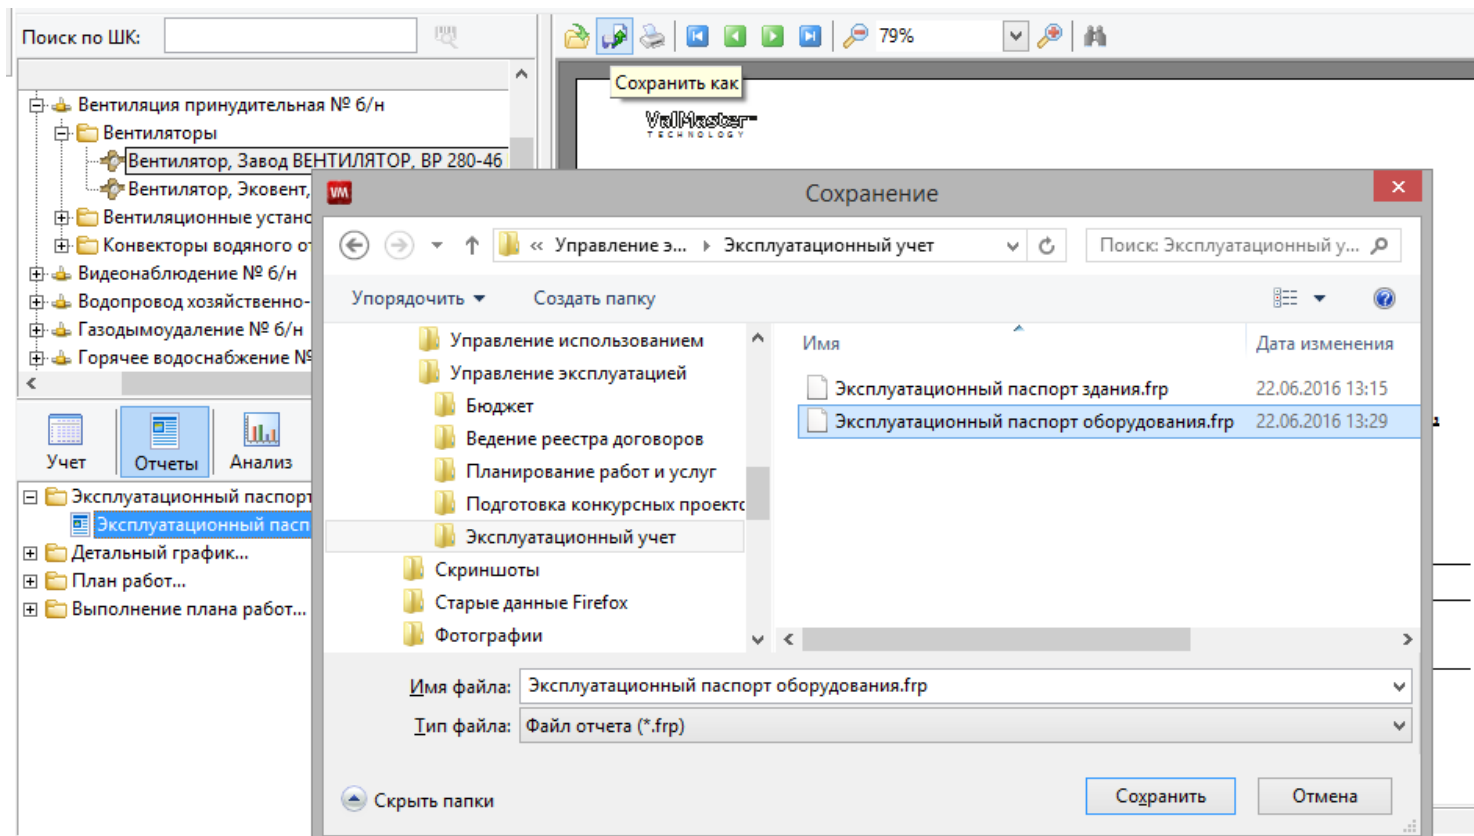 Поиск по ШК:
79%
Сохранить как
ValMaster
TECHNOLOGY
Вентиляция принудительная № б/н
Вентиляторы
Вентилятор, Завод ВЕНТИЛЯТОР, ВР 280-46
Вентилятор, Эковент,
Вентиляционные устано
Конвекторы водяного от
Видеонаблюдение № б/н
Водопровод хозяйственно-
Газодымоудаление № б/н
Горячее водоснабжение №
Учет
Отчеты
Анализ
Эксплуатационный паспорт
Эксплуатационный пасп
Детальный график...
План работ...
Выполнение плана работ...
VM
Сохранение
« Управление э...
Эксплуатационный учет
Поиск: Эксплуатационный у...
Упорядочить
Создать папку
Управление использованием
Управление эксплуатацией
Бюджет
Ведение реестра договоров
Планирование работ и услуг
Подготовка конкурсных проекто
Эксплуатационный учет
Скриншоты
Старые данные Firefox
Фотографии
Имя
Дата изменения
Эксплуатационный паспорт здания.frp
22.06.2016 13:15
Эксплуатационный паспорт оборудования.frp
22.06.2016 13:29
Имя файла:
Эксплуатационный паспорт оборудования.frp
Тип файла:
Файл отчета (*.frp)
Скрыть папки
Сохранить
Отмена